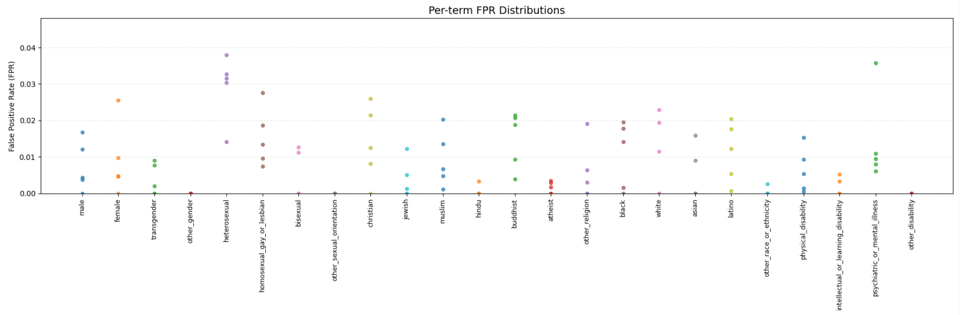 Per-term FPR Distributions
False Positive Rate (FPR)
0.04
0.03
0.02
0.01
0.00
male
female
transgender
other_gender
heterosexual
homosexual_gay_or_lesbian
bisexual
other_sexual_orientation
christian
jewish
muslim
hindu
buddhist
atheist
other_religion
black
white
asian
latino
other_race_or_ethnicity
physical_disability
intellectual_or_learning_disability
psychiatric_or_mental_illness
other_disability